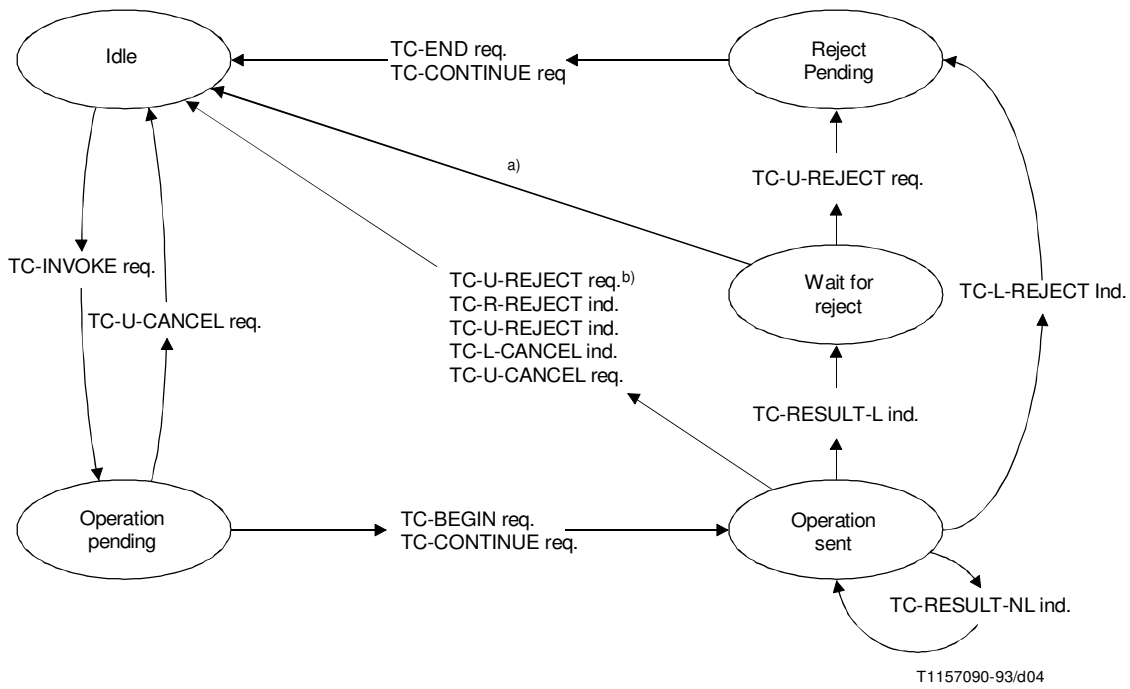 Idle
TC-END req.
TC-CONTINUE req
Reject
Pending
a)
TC-U-REJECT req.
TC-INVOKE req.
TC-U-CANCEL req.
TC-U-REJECT req.b)
TC-R-REJECT ind.
TC-U-REJECT ind.
TC-L-CANCEL ind.
TC-U-CANCEL req.
Wait for
reject
TC-L-REJECT Ind.
TC-RESULT-L ind.
Operation
pending
TC-BEGIN req.
TC-CONTINUE req.
Operation
sent
TC-RESULT-NL ind.
T1157090-93/d04